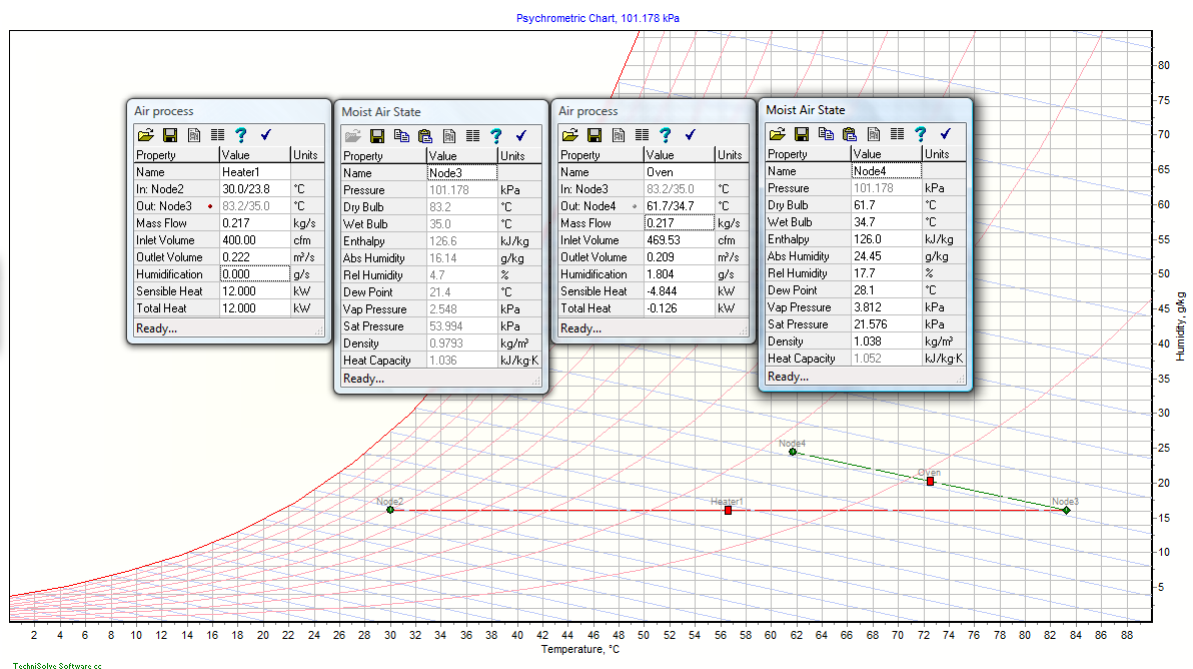 Psychrometric Chart, 101.178 kPa
Air process
Property Value Units
Name Heater1
In: Node2 30.0/23.8 °C
Out: Node3 83.2/35.0 °C
Mass Flow 0.217 kg/s
Inlet Volume 400.00 cfm
Outlet Volume 0.222 m³/s
Humidification 0.000 g/s
Sensible Heat 12.000 kW
Total Heat 12.000 kW
Ready...
Moist Air State
Property Value Units
Name Node3
Pressure 101.178 kPa
Dry Bulb 83.2 °C
Wet Bulb 35.0 °C
Enthalpy 126.6 kJ/kg
Abs Humidity 16.14 g/kg
Rel Humidity 4.7 %
Dew Point 21.4 °C
Vap Pressure 2.548 kPa
Sat Pressure 53.994 kPa
Density 0.9793 kg/m³
Heat Capacity 1.036 kJ/kg·K
Ready...
Air process
Property Value Units
Name Oven
In: Node3 83.2/35.0 °C
Out: Node4 61.7/34.7 °C
Mass Flow 0.217 kg/s
Inlet Volume 469.53 cfm
Outlet Volume 0.209 m³/s
Humidification 1.804 g/s
Sensible Heat -4.844 kW
Total Heat -0.126 kW
Ready...
Moist Air State
Property Value Units
Name Node4
Pressure 101.178 kPa
Dry Bulb 61.7 °C
Wet Bulb 34.7 °C
Enthalpy 126.0 kJ/kg
Abs Humidity 24.45 g/kg
Rel Humidity 17.7 %
Dew Point 28.1 °C
Vap Pressure 3.812 kPa
Sat Pressure 21.576 kPa
Density 1.038 kg/m³
Heat Capacity 1.052 kJ/kg·K
Ready...
80
75
70
65
60
55
50
45
40
35
30
25
20
15
10
5
Humidity, g/kg
Node4
Oven
Node2
Heater1
Node3
2 4 6 8 10 12 14 16 18 20 22 24 26 28 30 32 34 36 38 40 42 44 46 48 50 52 54 56 58 60 62 64 66 68 70 72 74 76 78 80 82 84 86 88
Temperature, °C
TechniSolve Software cc